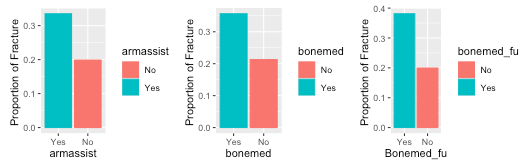 Proportion of Fracture
0.3
0.2
0.1
0.0
Yes No
armassist
armassist
No
Yes
Proportion of Fracture
0.3
0.2
0.1
0.0
Yes No
bonemed
bonemed
No
Yes
Proportion of Fracture
0.4
0.3
0.2
0.1
0.0
Yes No
Bonemed_fu
bonemed_fu
No
Yes